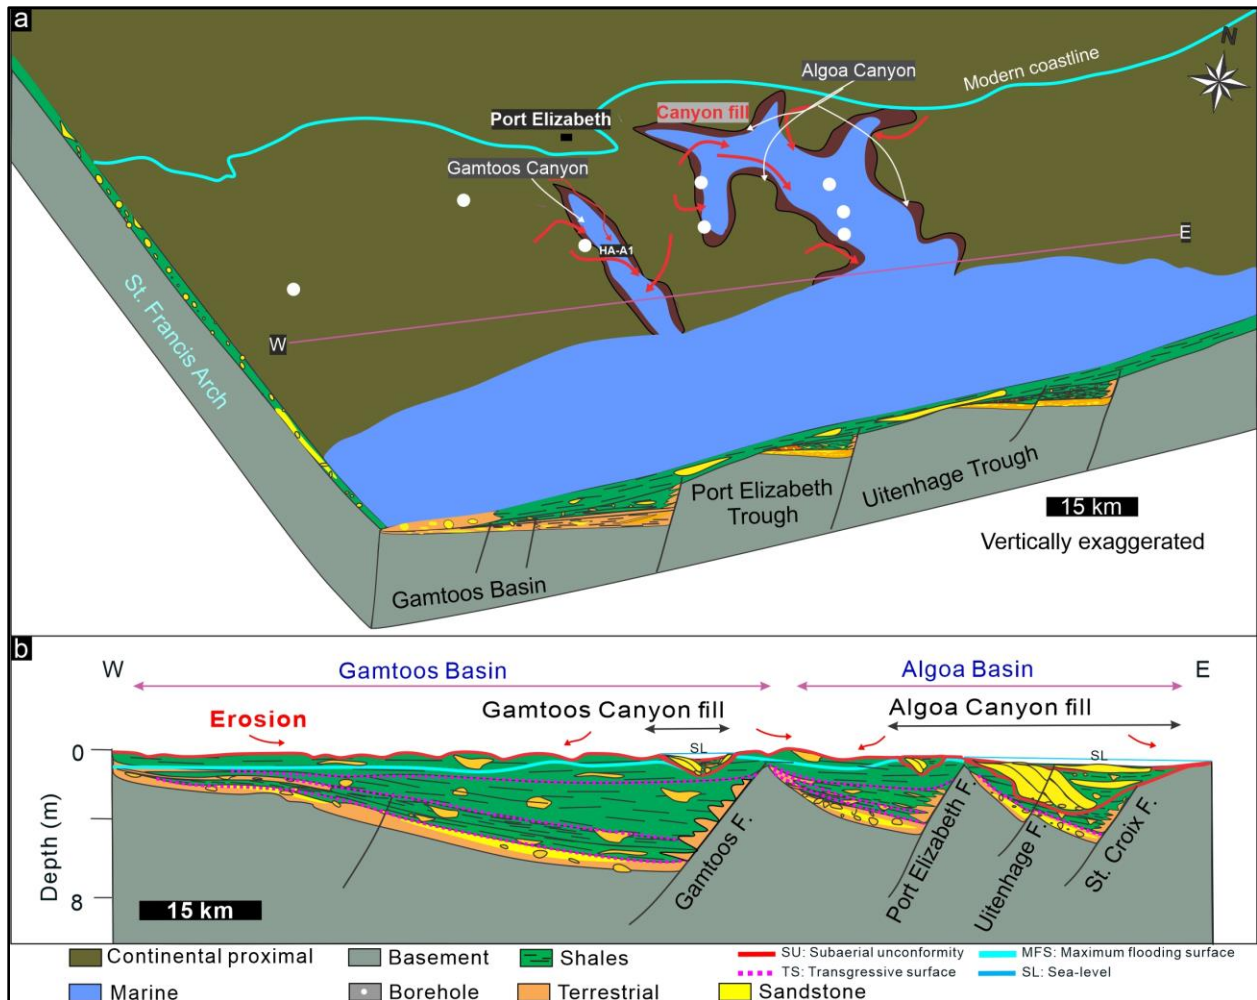 a
N
Algoa Canyon
Modern coastline
Canyon fill
Port Elizabeth
Gamtoos Canyon
HA-A1
E
W
St. Francis Arch
Port Elizabeth
Trough
Uitenhage Trough
15 km
Vertically exaggerated
Gamtoos Basin
b
W
Gamtoos Basin
Algoa Basin
E
Erosion
Gamtoos Canyon fill
Algoa Canyon fill
SL
SL
0
Depth (m)
8
15 km
Gamtoos F.
Port Elizabeth F.
Uitenhage F.
St. Croix F.
Continental proximal
Basement
Shales
SU: Subaerial unconformity
MFS: Maximum flooding surface
TS: Transgressive surface
SL: Sea-level
Marine
Borehole
Terrestrial
Sandstone